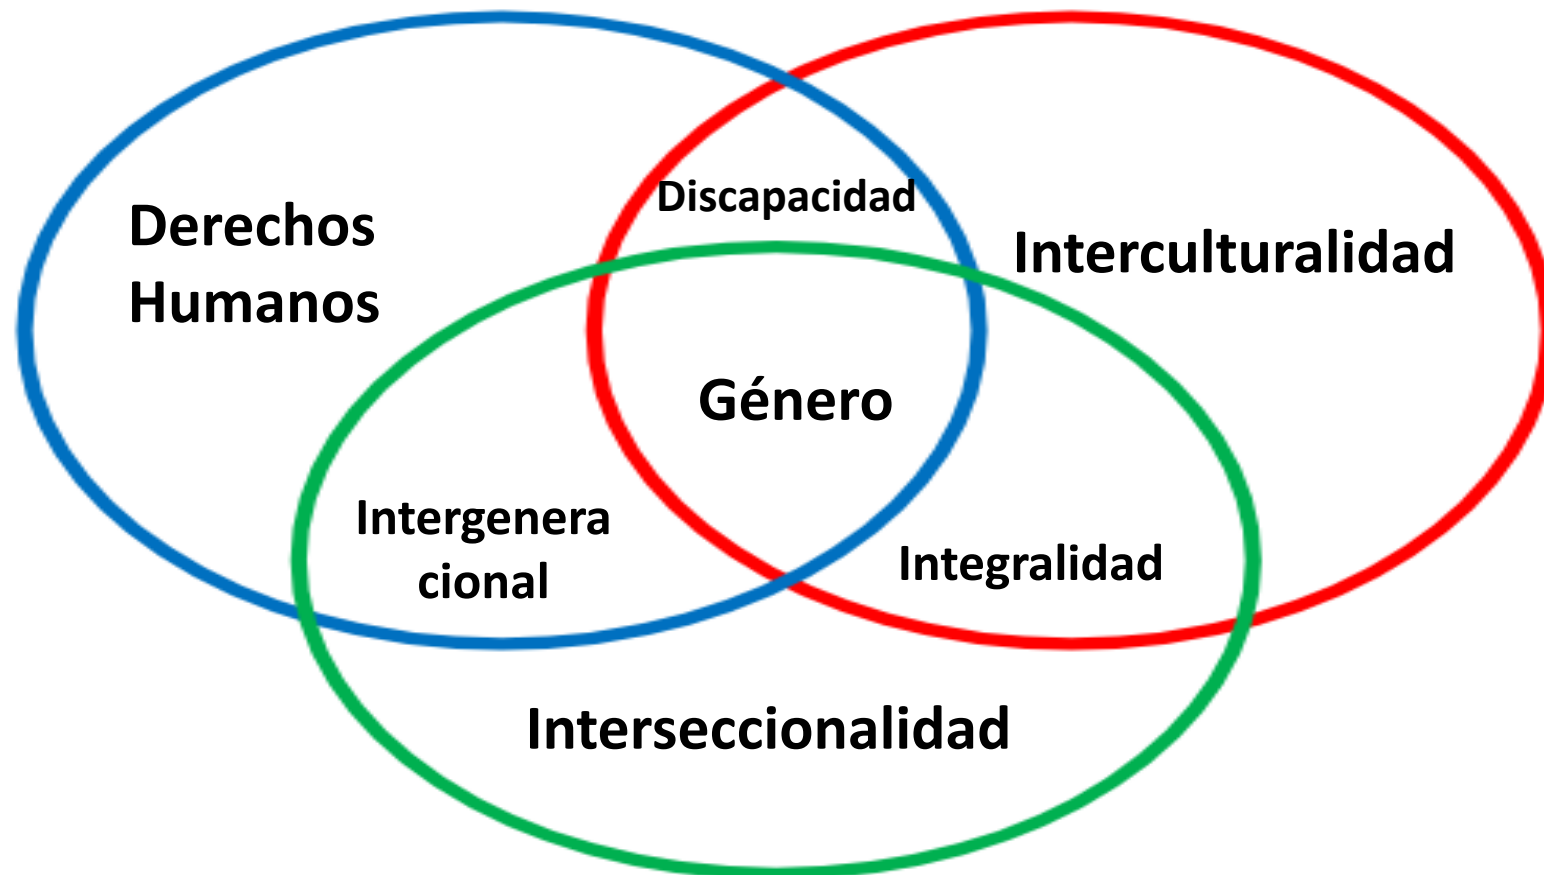 Derechos
Humanos
Discapacidad
Interculturalidad
Género
Intergenera
cional
Integralidad
Interseccionalidad